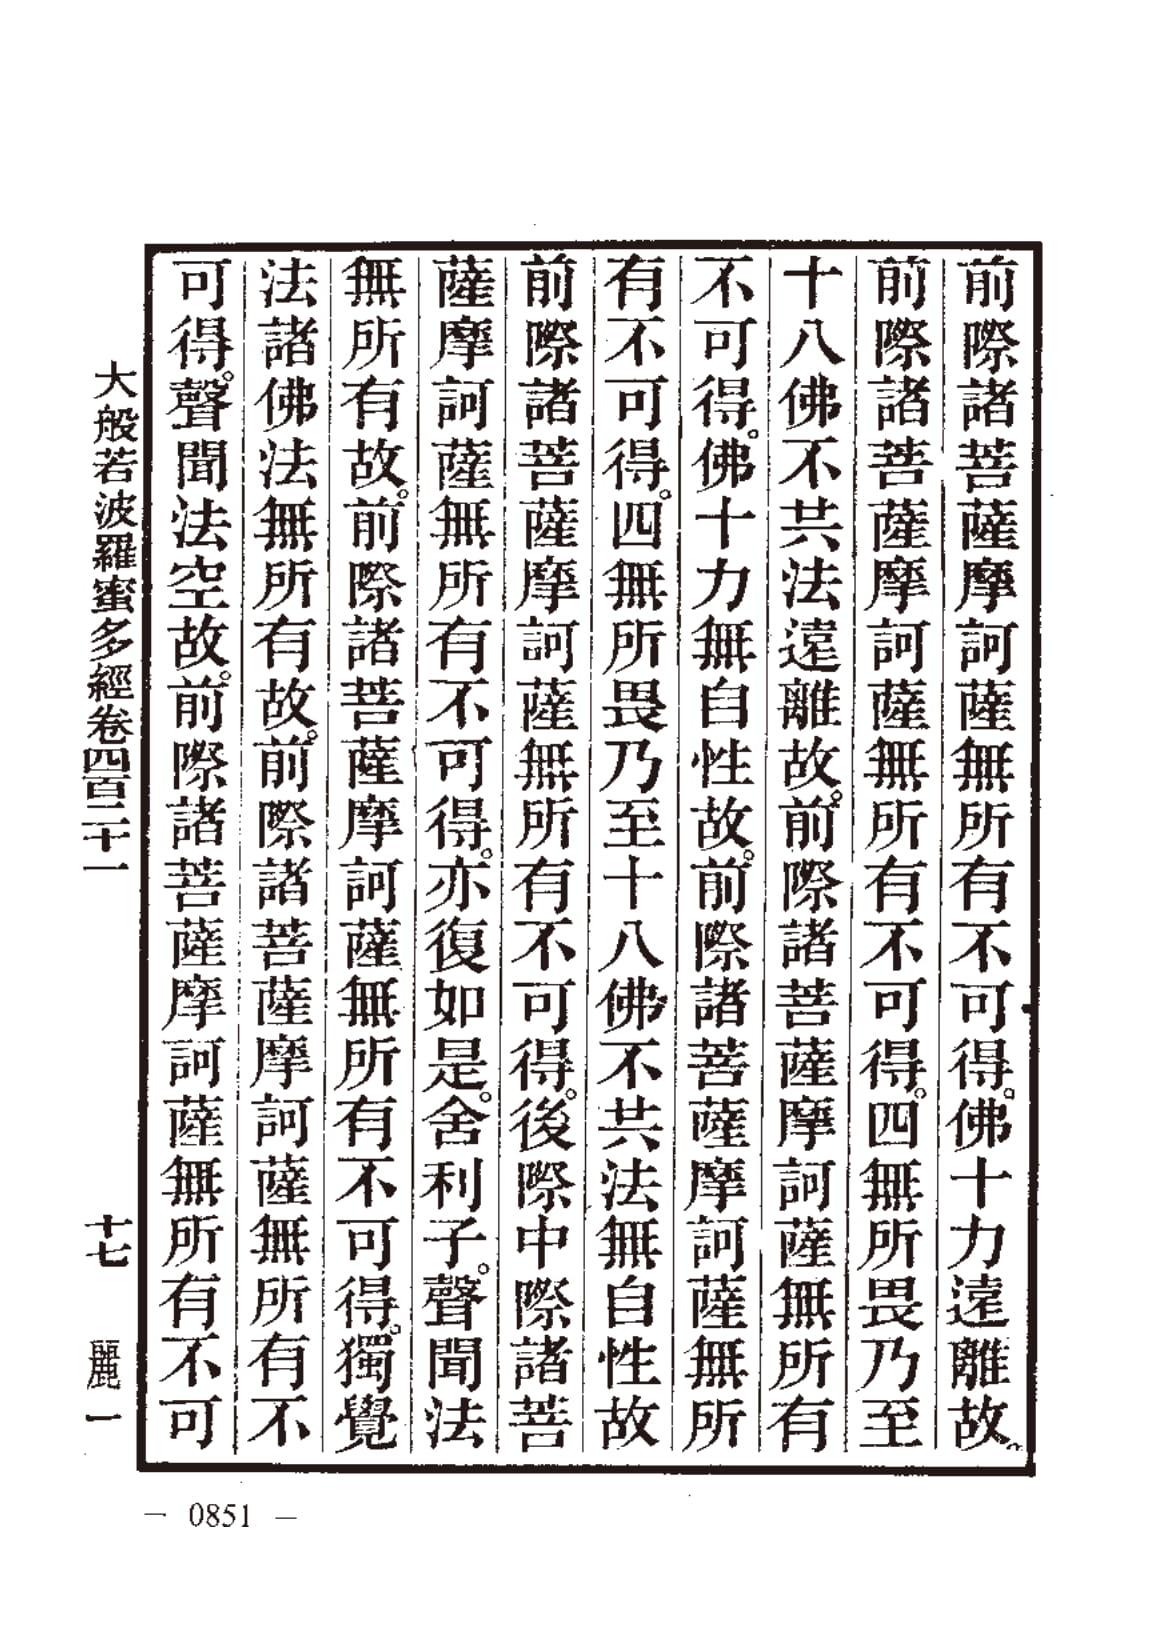 前際諸菩薩摩訶薩無所有不可得。佛十力遠離故。
前際諸菩薩摩訶薩無所有不可得。四無所畏乃至
十八佛不共法遠離故。前際諸菩薩摩訶薩無所有
不可得。佛十力無自性故。前際諸菩薩摩訶薩無所
有不可得。四無所畏乃至十八佛不共法無自性故
前際諸菩薩摩訶薩無所有不可得。後際中際諸菩
薩摩訶薩無所有不可得。亦復如是。舍利子。聲聞法
無所有故。前際諸菩薩摩訶薩無所有不可得。獨覺
法諸佛法無所有故。前際諸菩薩摩訶薩無所有不
可得。聲聞法空故。前際諸菩薩摩訶薩無所有不可
大般若波羅蜜多經卷四百二十一 十七 麗一
— 0851 —